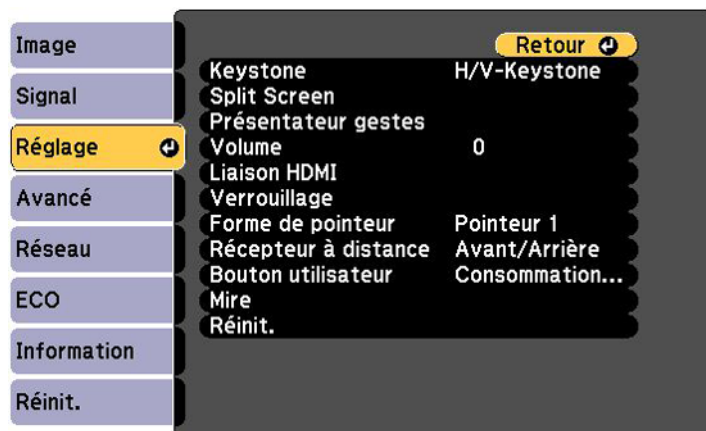 Image
Signal
Réglage
Avancé
Réseau
ECO
Information
Réinit.
Retour
Keystone H/V-Keystone
Split Screen
Présentateur gestes
Volume 0
Liaison HDMI
Verrouillage
Forme de pointeur Pointeur 1
Récepteur à distance Avant/Arrière
Bouton utilisateur Consommation...
Mire
Réinit.